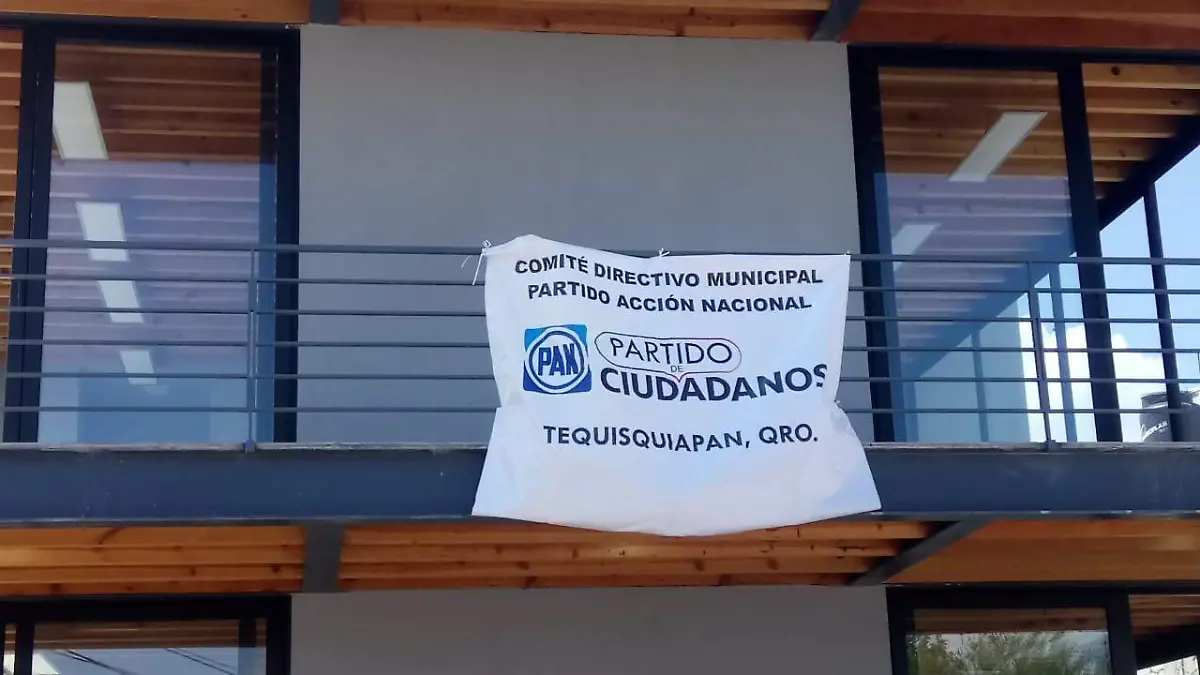 COMITÉ DIRECTIVO MUNICIPAL
PARTIDO ACCIÓN NACIONAL
PAN
PARTIDO
DE
CIUDADANOS
TEQUISQUIAPAN, QRO.